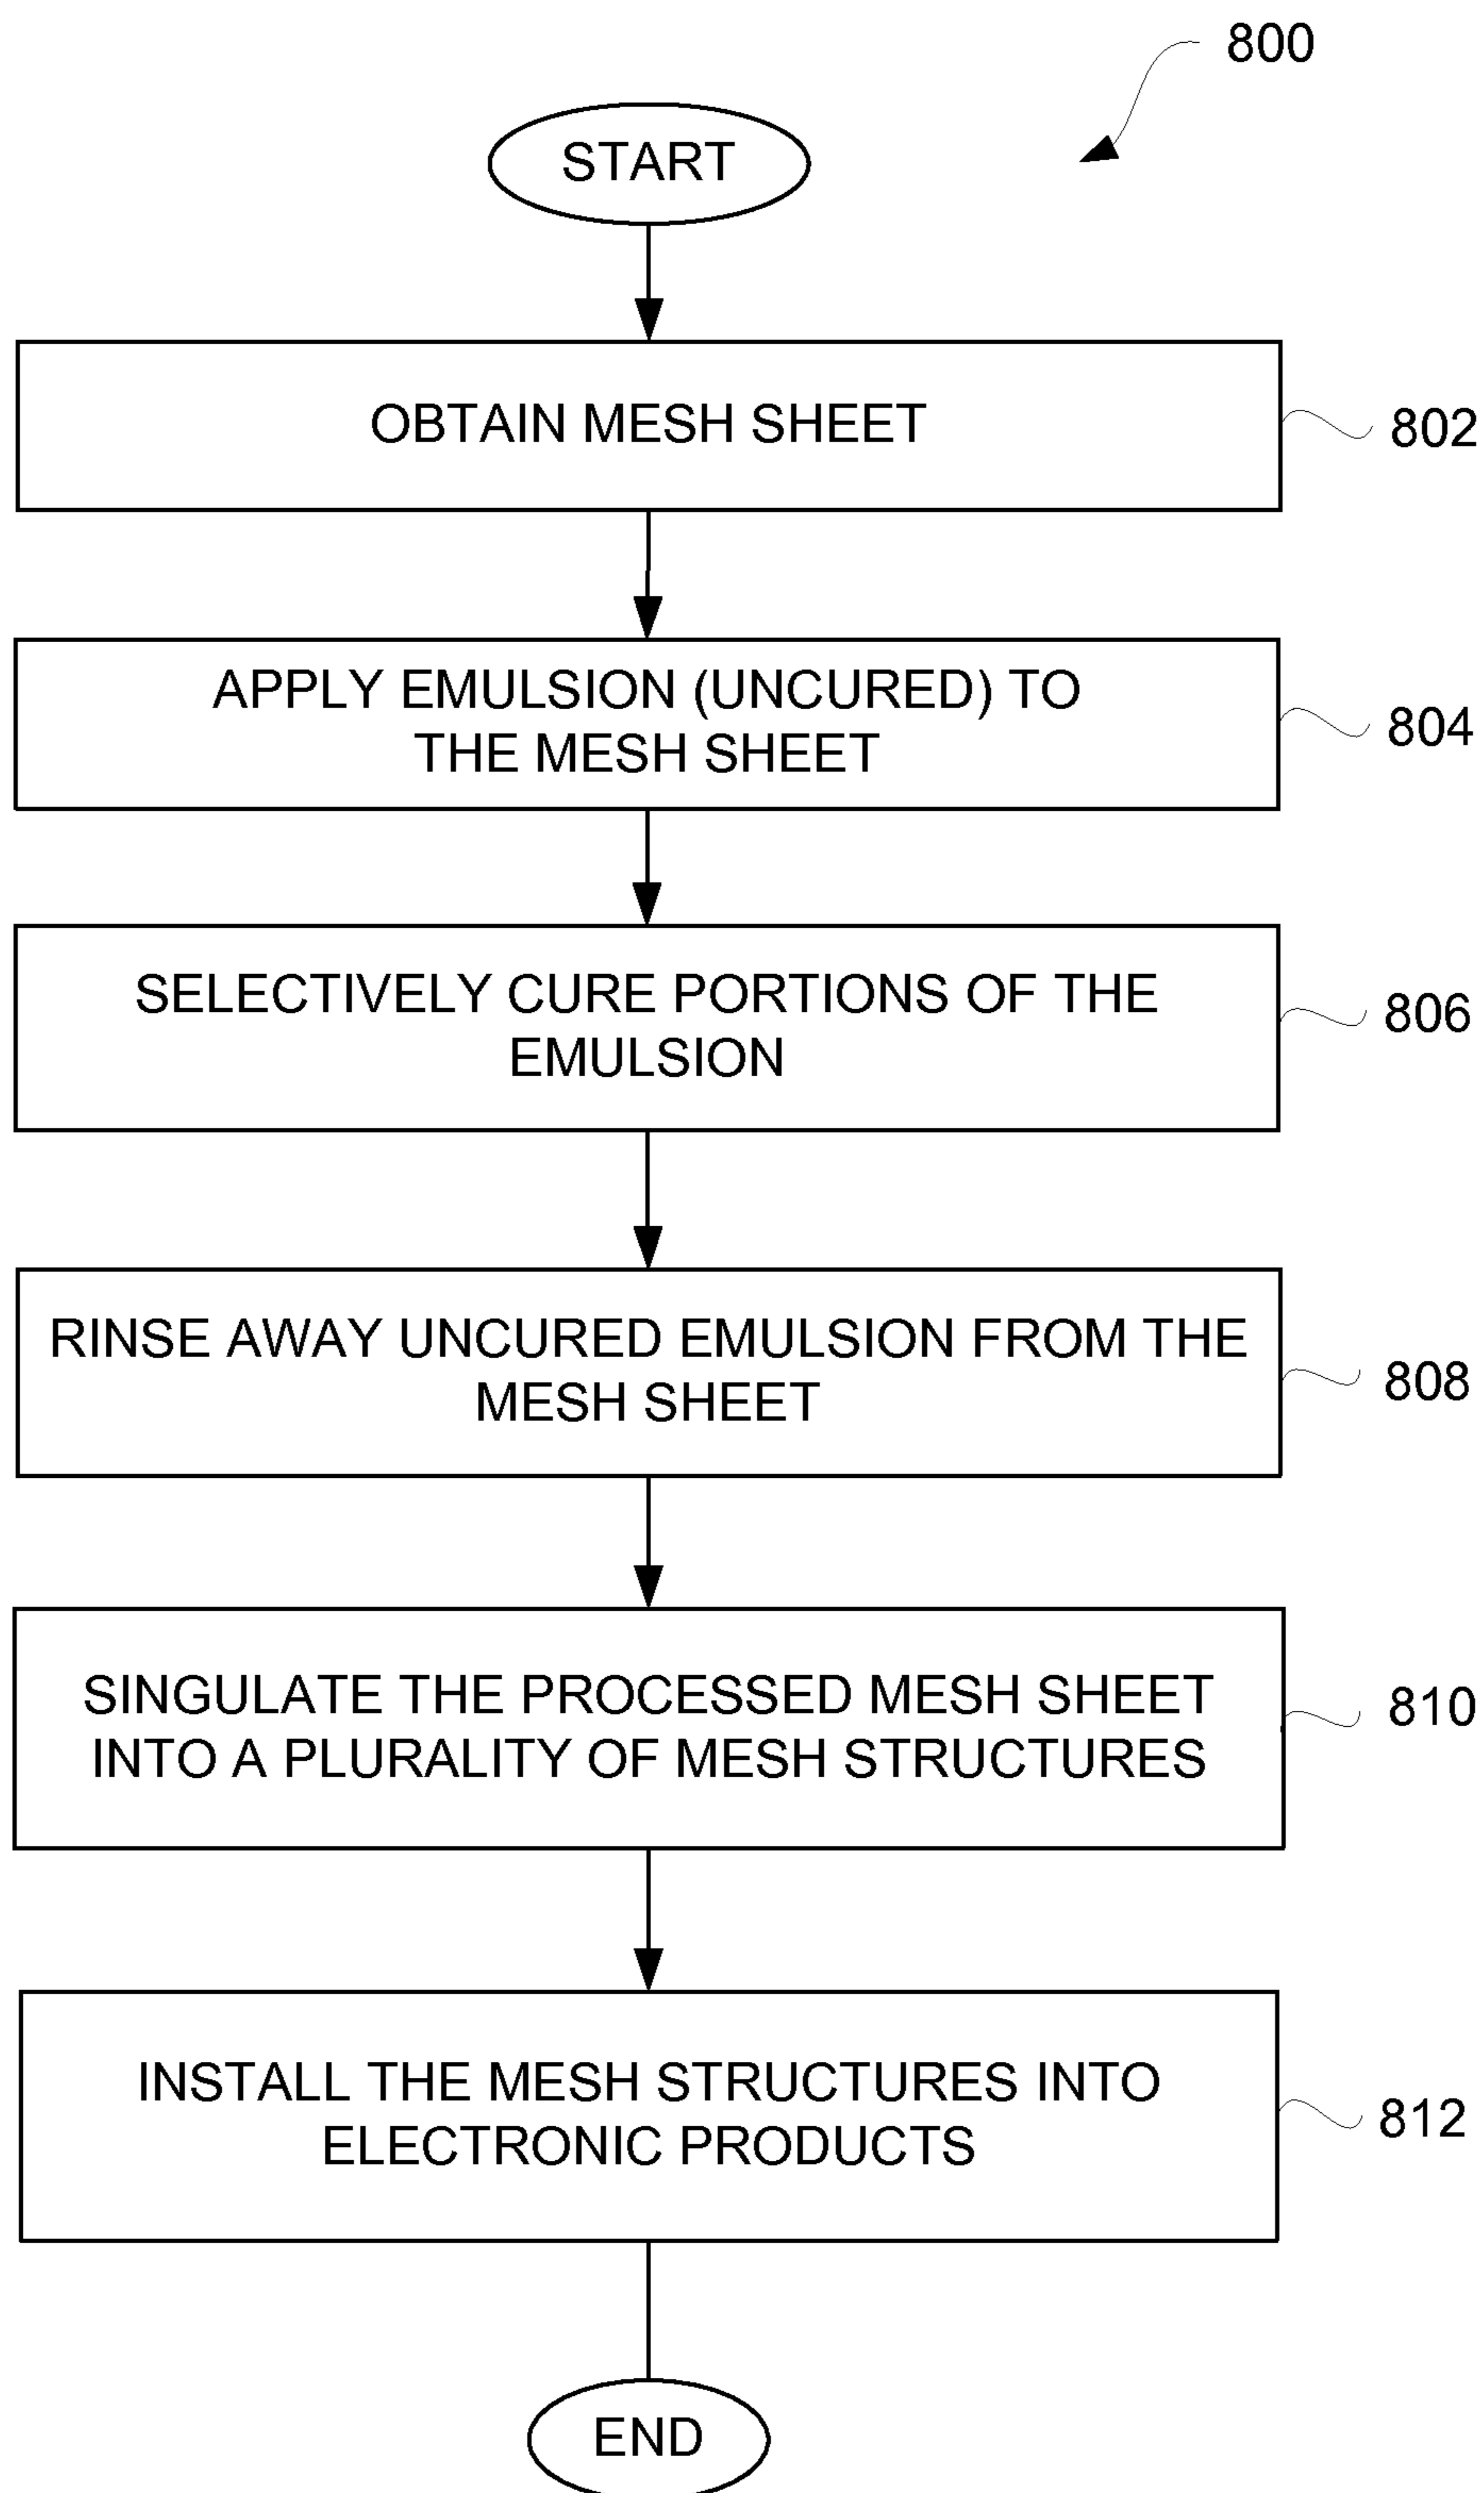 800
START
OBTAIN MESH SHEET
802
APPLY EMULSION (UNCURED) TO
THE MESH SHEET
804
SELECTIVELY CURE PORTIONS OF THE
EMULSION
806
RINSE AWAY UNCURED EMULSION FROM THE
MESH SHEET
808
SINGULATE THE PROCESSED MESH SHEET
INTO A PLURALITY OF MESH STRUCTURES
810
INSTALL THE MESH STRUCTURES INTO
ELECTRONIC PRODUCTS
812
END